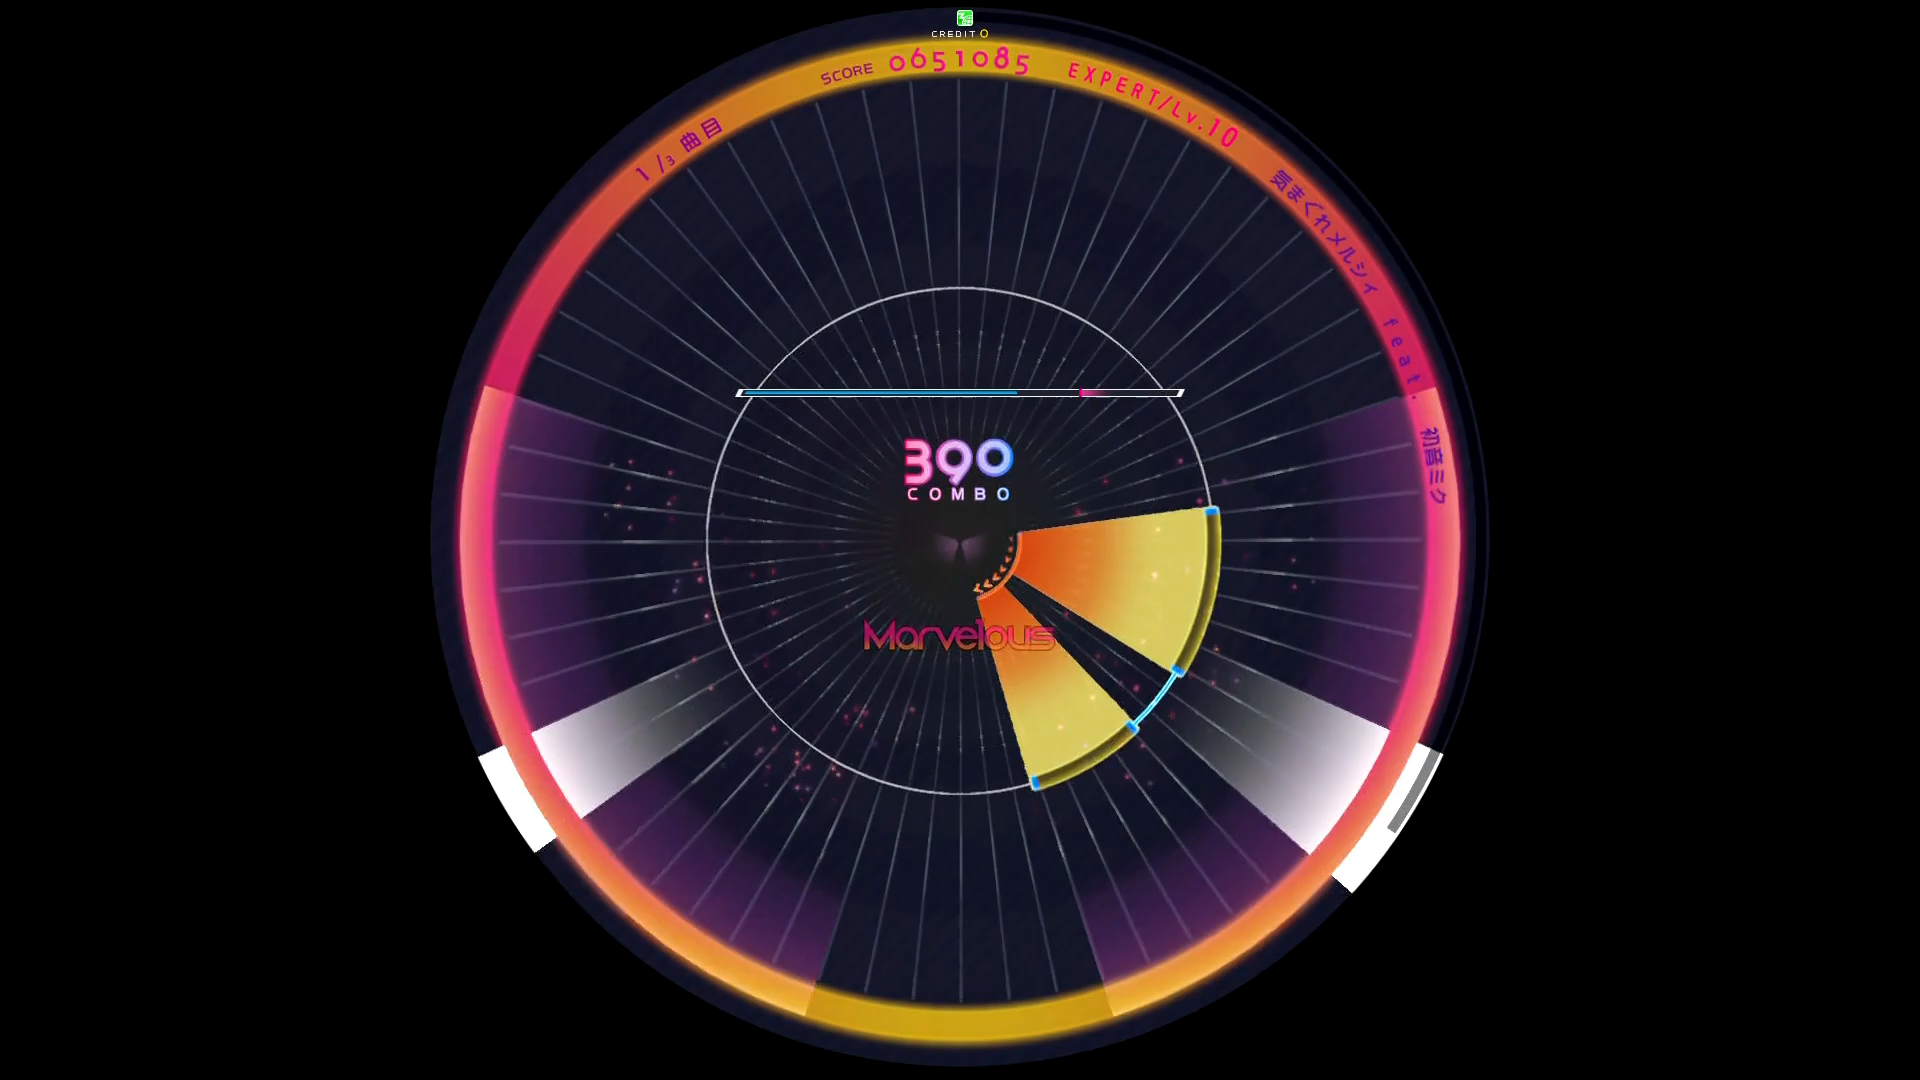 CREDIT 0
1/3 曲目
SCORE 0651085
EXPERT/Lv.10
気まぐれメルシィ feat. 初音ミク
390
COMBO
Marvelous